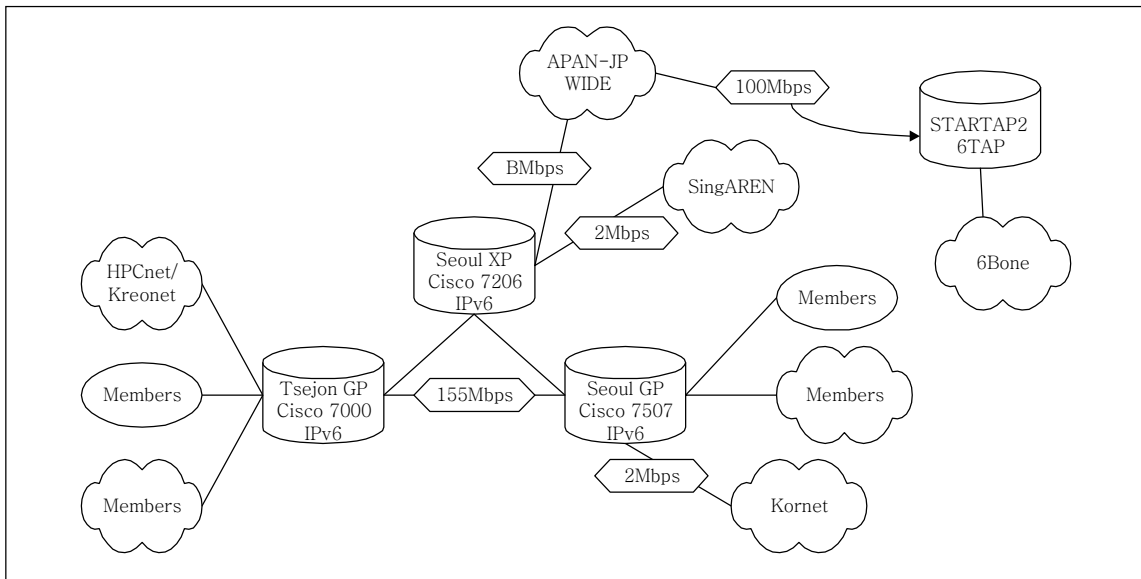 APAN-JP
WIDE
100Mbps
STARTAP2
6TAP
BMbps
SingAREN
2Mbps
Seoul XP
Cisco 7206
IPv6
6Bone
HPCnet/
Kreonet
Members
Members
Tsejon GP
Cisco 7000
IPv6
155Mbps
Seoul GP
Cisco 7507
IPv6
Members
Members
2Mbps
Kornet